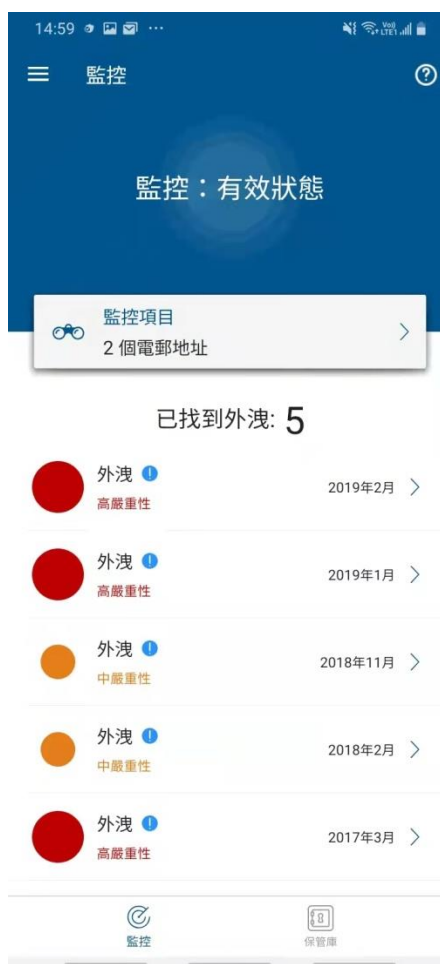 14:59
監控
監控：有效狀態
監控項目
2 個電郵地址
已找到外洩: 5
外洩
高嚴重性
2019年2月
外洩
高嚴重性
2019年1月
外洩
中嚴重性
2018年11月
外洩
中嚴重性
2018年2月
外洩
高嚴重性
2017年3月
監控
保管庫